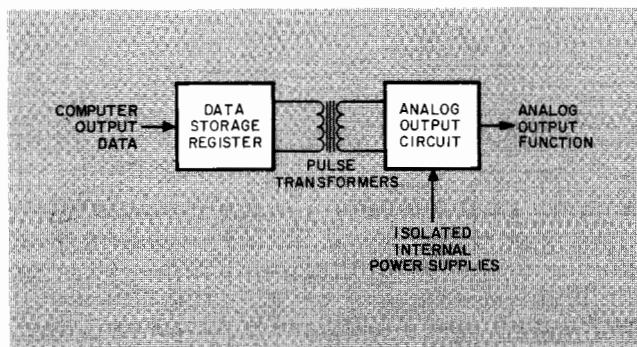 COMPUTER
OUTPUT
DATA
DATA
STORAGE
REGISTER
PULSE
TRANSFORMERS
ANALOG
OUTPUT
CIRCUIT
ANALOG
OUTPUT
FUNCTION
ISOLATED
INTERNAL
POWER SUPPLIES